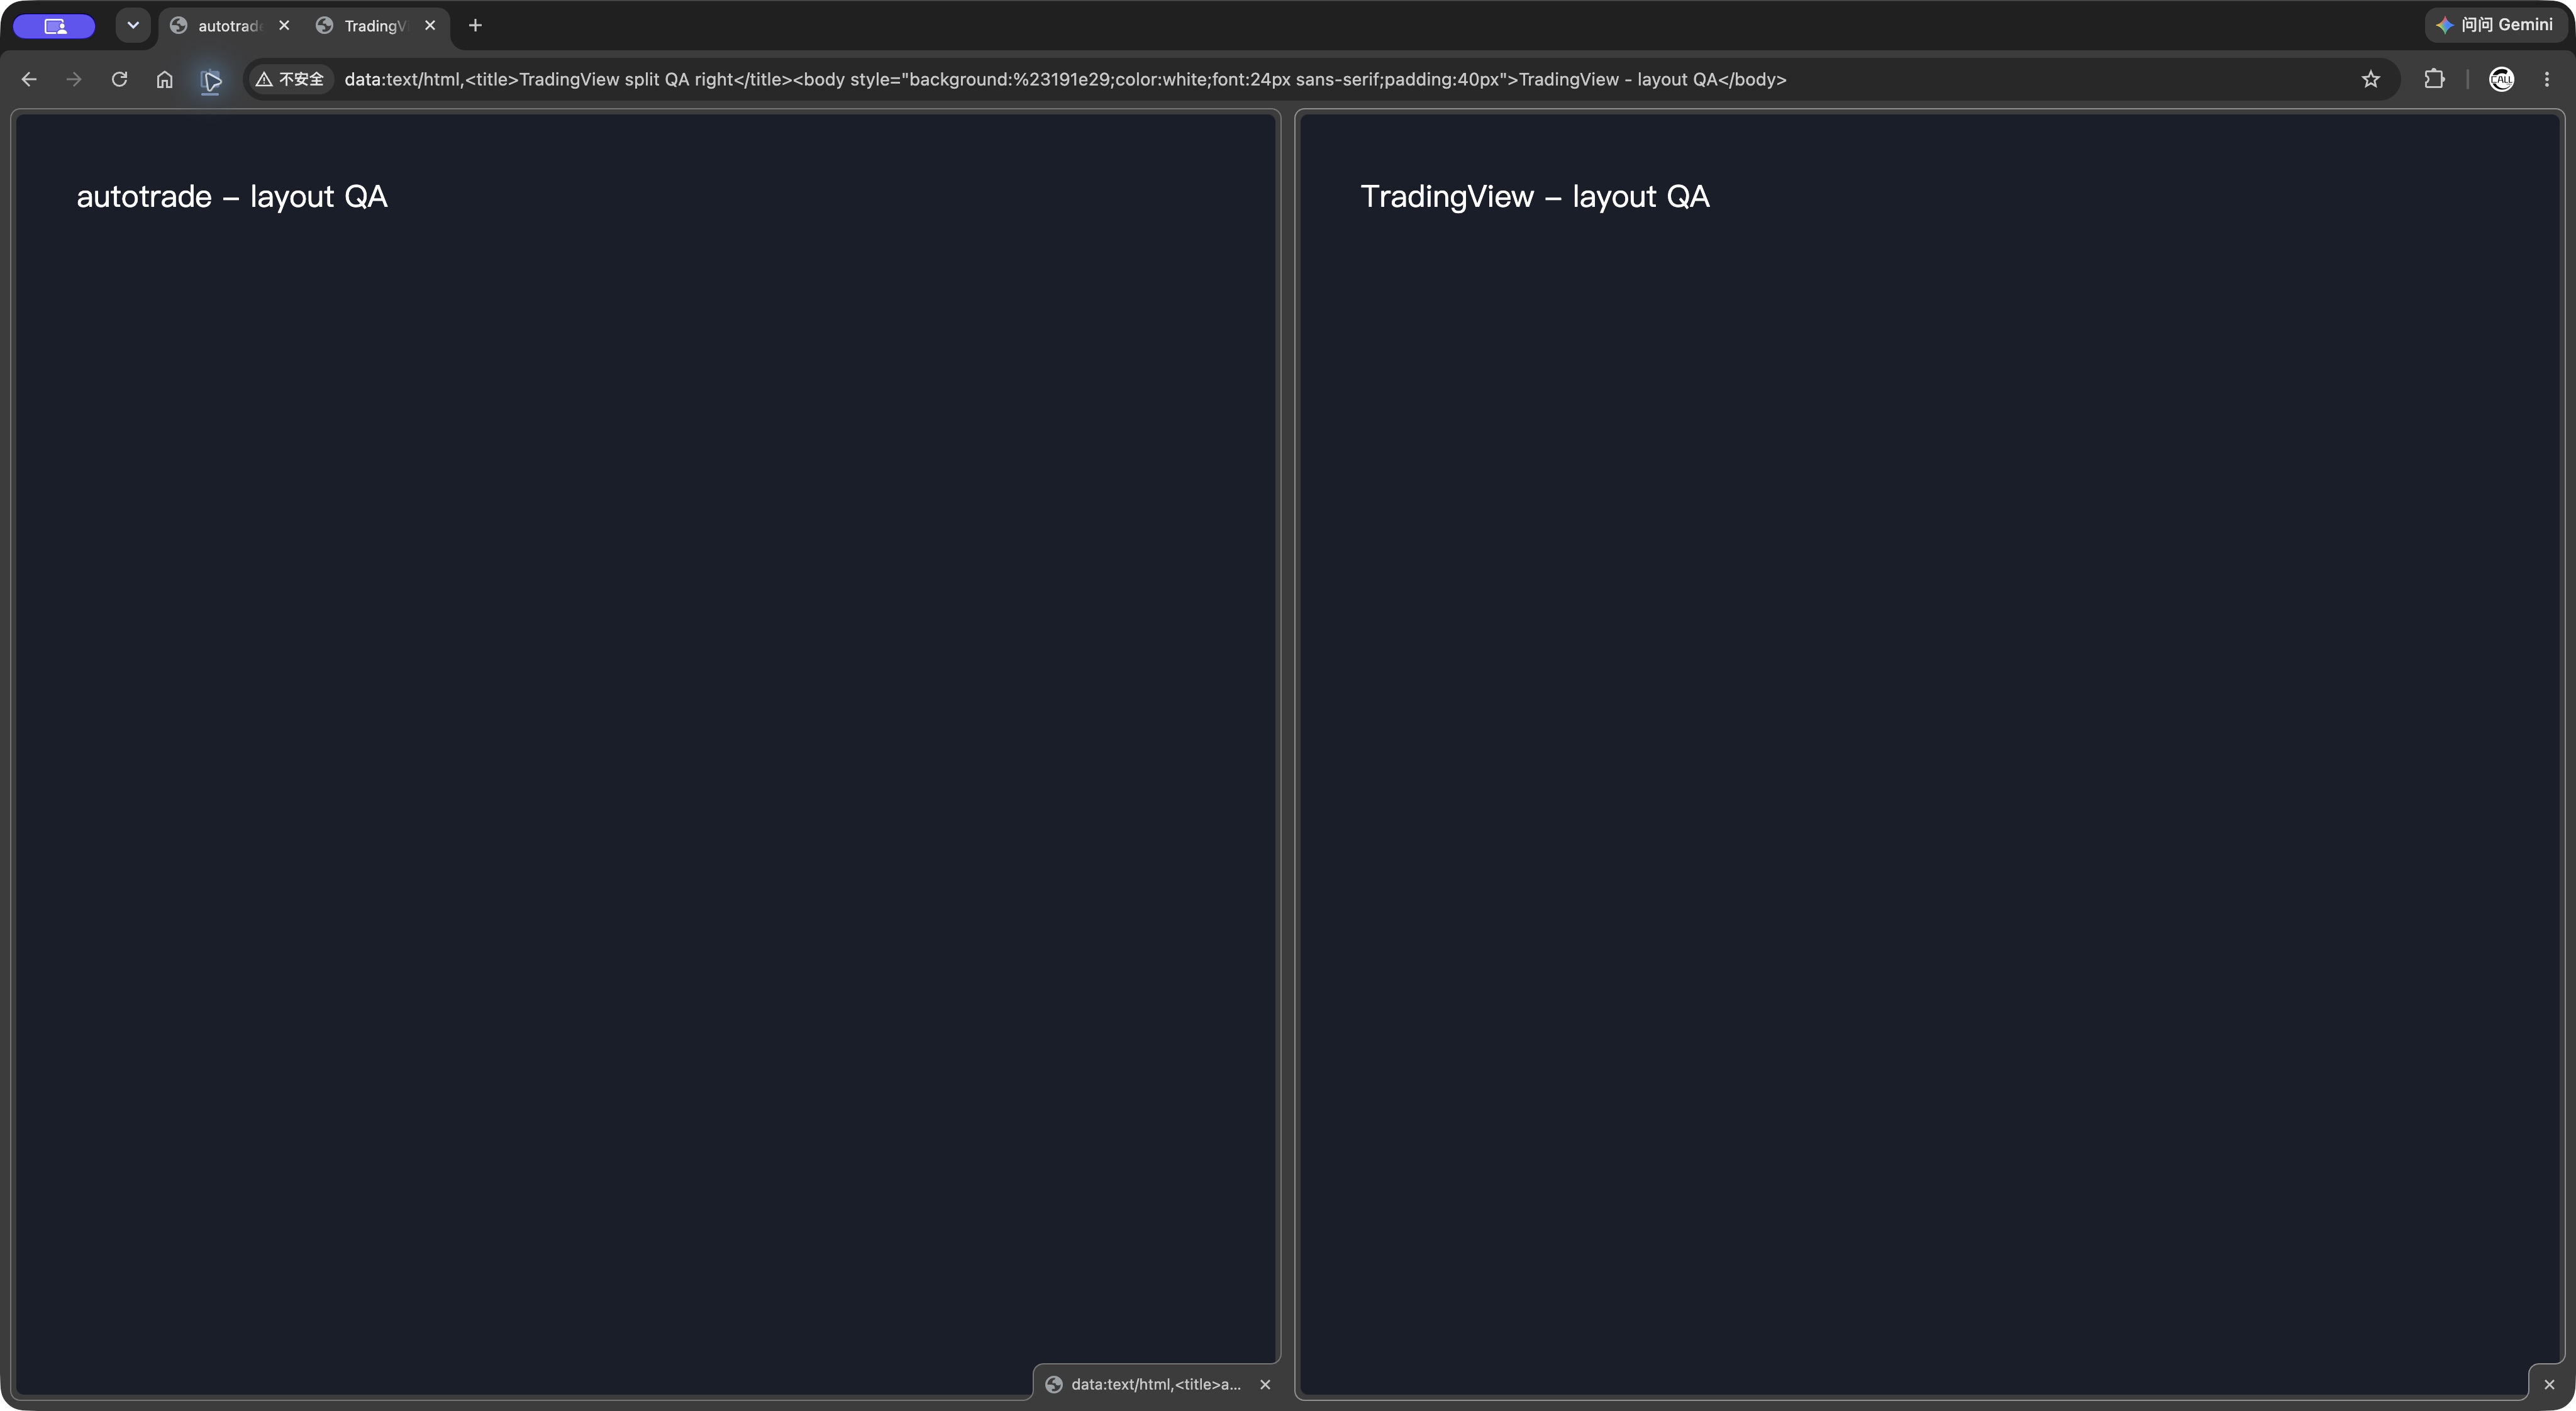 autotrade
TradingV
问问 Gemini
不安全
data:text/html,<title>TradingView split QA right</title><body style="background:%23191e29;color:white;font:24px sans-serif;padding:40px">TradingView - layout QA</body>
CALL
autotrade – layout QA
TradingView – layout QA
data:text/html,<title>a...